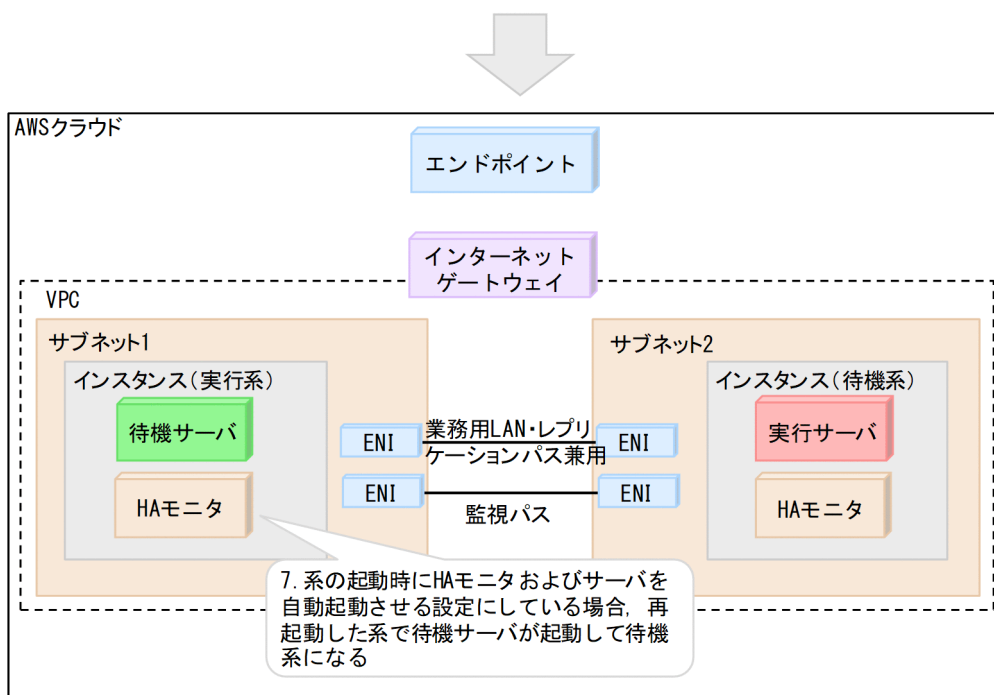 AWSクラウド
エンドポイント
インターネット
ゲートウェイ
VPC
サブネット1
インスタンス(実行系)
待機サーバ
HAモニタ
ENI
ENI
業務用LAN・レプリ
ケーションパス兼用
監視パス
ENI
ENI
サブネット2
インスタンス(待機系)
実行サーバ
HAモニタ
7. 系の起動時にHAモニタおよびサーバを
自動起動させる設定にしている場合, 再
起動した系で待機サーバが起動して待機
系になる